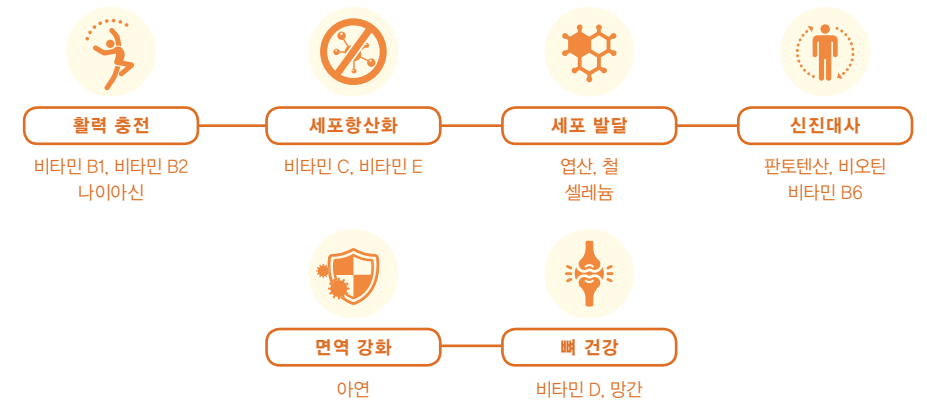 활력 충전
세포항산화
세포 발달
신진대사
비타민 B1, 비타민 B2
나이아신
비타민 C, 비타민 E
엽산, 철
셀레늄
판토텐산, 비오틴
비타민 B6
면역 강화
뼈 건강
아연
비타민 D, 망간